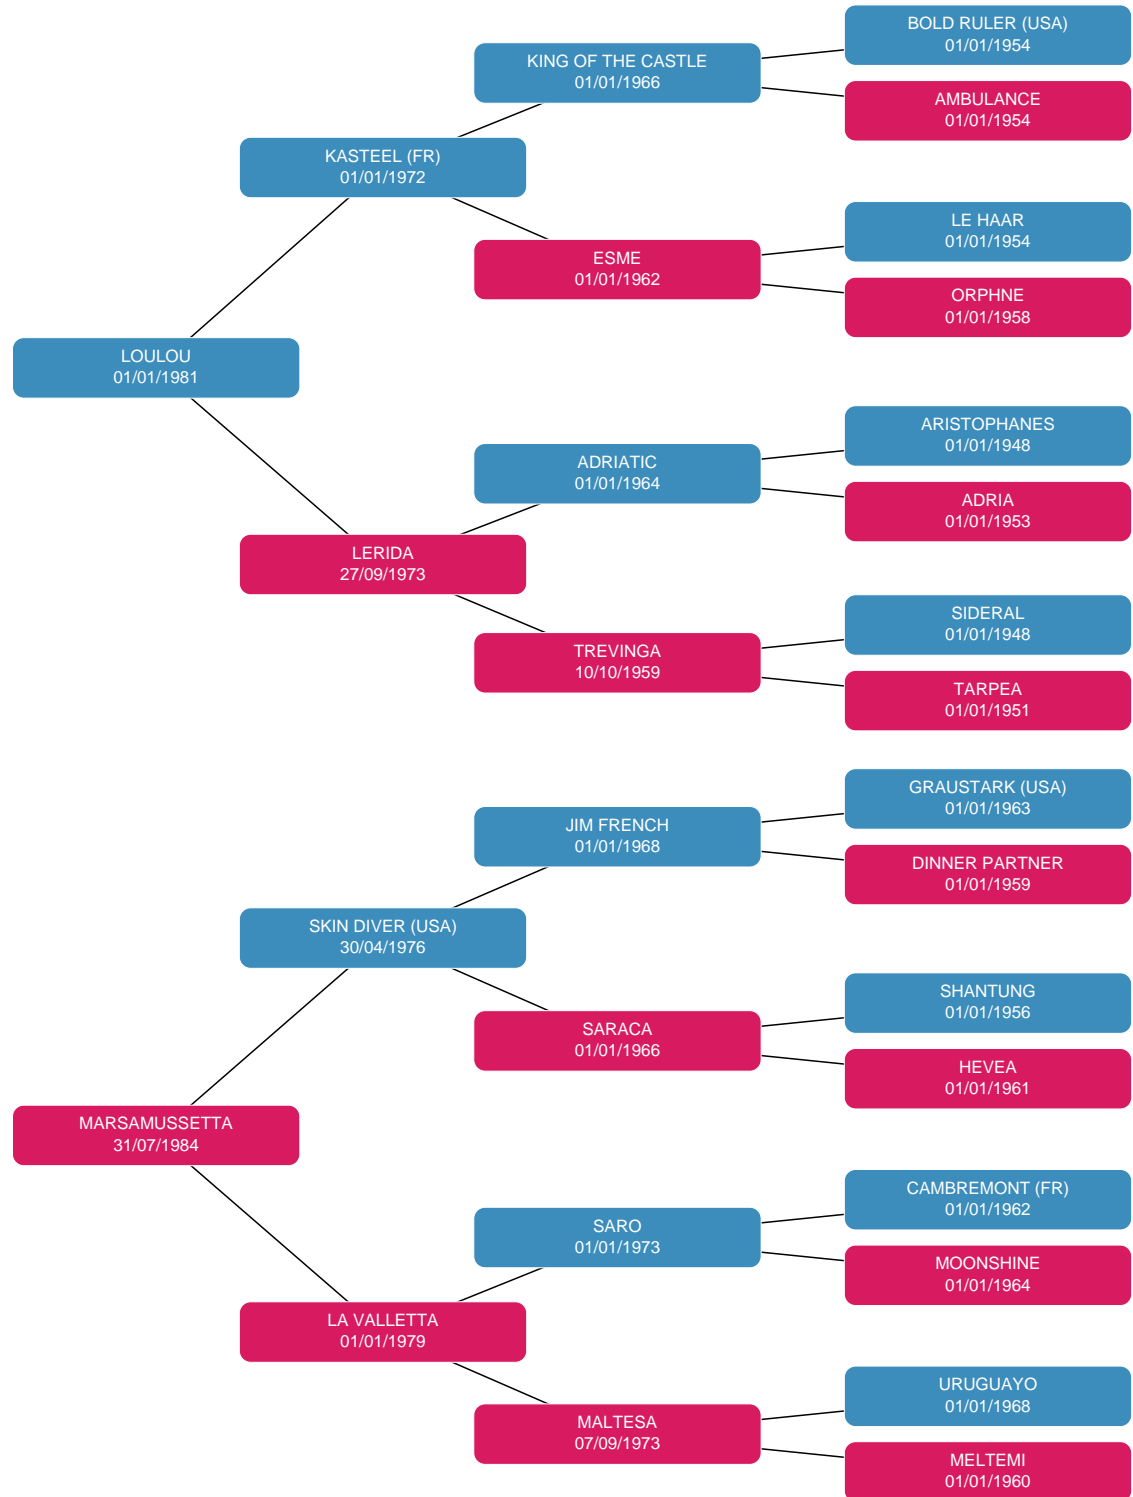 BOLD RULER (USA)
01/01/1954
KING OF THE CASTLE
01/01/1966
AMBULANCE
01/01/1954
KASTEEL (FR)
01/01/1972
LE HAAR
01/01/1954
ESME
01/01/1962
ORPHNE
01/01/1958
LOULOU
01/01/1981
ARISTOPHANES
01/01/1948
ADRIATIC
01/01/1964
ADRIA
01/01/1953
LERIDA
27/09/1973
SIDERAL
01/01/1948
TREVINGA
10/10/1959
TARPEA
01/01/1951
GRAUSTARK (USA)
01/01/1963
JIM FRENCH
01/01/1968
DINNER PARTNER
01/01/1959
SKIN DIVER (USA)
30/04/1976
SHANTUNG
01/01/1956
SARACA
01/01/1966
HEVEA
01/01/1961
MARSAMUSSETTA
31/07/1984
CAMBREMONT (FR)
01/01/1962
SARO
01/01/1973
MOONSHINE
01/01/1964
LA VALLETTA
01/01/1979
URUGUAYO
01/01/1968
MALTESA
07/09/1973
MELTEMI
01/01/1960